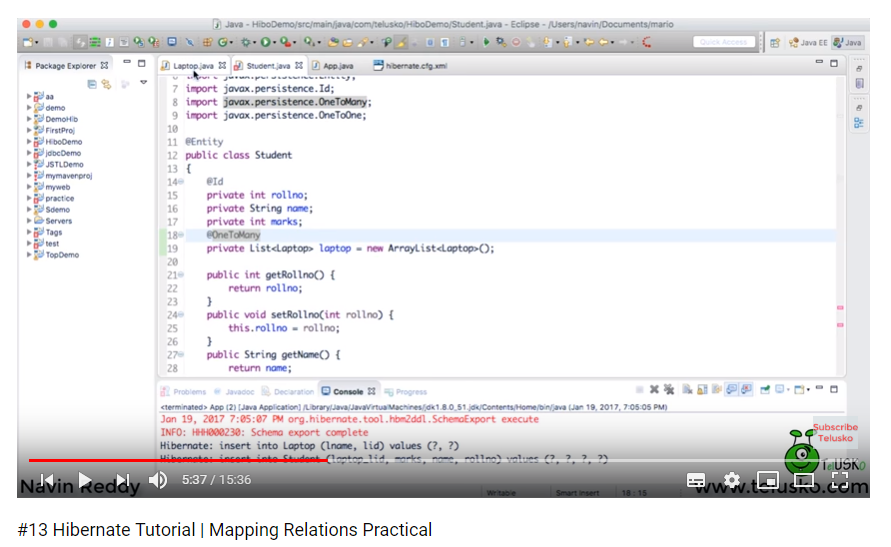 Java - HiboDemo/src/main/java/com/telusko/HiboDemo/Student.java - Eclipse - /Users/navin/Documents/mario
Quick Access
Java EE
Java
Package Explorer
Laptop.java
Student.java
App.java
hibernate.cfg.xml
aa
demo
DemoHib
FirstProj
HiboDemo
jdbcDemo
JSTLDemo
mymavenproj
myweb
practice
Sdemo
Servers
Tags
test
TopDemo
6 import javax.persistence.Entity;
7 import javax.persistence.Id;
8 import javax.persistence.OneToMany;
9 import javax.persistence.OneToOne;
10
11 @Entity
12 public class Student
13 {
14 @Id
15 private int rollno;
16 private String name;
17 private int marks;
18 @OneToMany
19 private List<Laptop> laptop = new ArrayList<Laptop>();
20
21 public int getRollno() {
22 return rollno;
23 }
24 public void setRollno(int rollno) {
25 this.rollno = rollno;
26 }
27 public String getName() {
28 return name;
Problems
Javadoc
Declaration
Console
Progress
<terminated> App (2) [Java Application] /Library/Java/JavaVirtualMachines/jdk1.8.0_51.jdk/Contents/Home/bin/java (Jan 19, 2017, 7:05:05 PM)
Jan 19, 2017 7:05:07 PM org.hibernate.tool.hbm2ddl.SchemaExport execute
INFO: HHH000230: Schema export complete
Hibernate: insert into Laptop (lname, lid) values (?, ?)
Hibernate: insert into Student (laptop_lid, marks, name, rollno) values (?, ?, ?, ?)
Subscribe
Telusko
TelUSKO
5:37 / 15:36
Navin Reddy
Writable
Smart Insert
18 : 15
www.telusko.com
#13 Hibernate Tutorial | Mapping Relations Practical